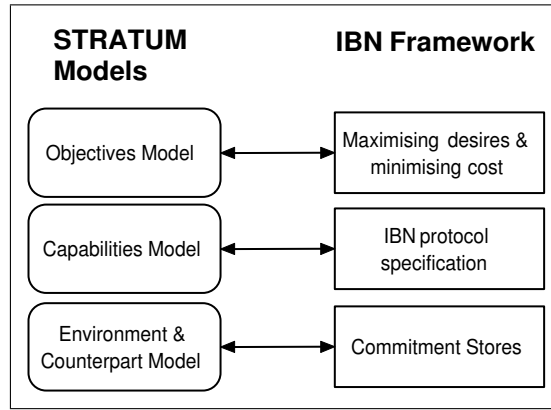 STRATUM
Models
IBN Framework
Objectives Model
Maximising desires &
minimising cost
Capabilities Model
IBN protocol
specification
Environment &
Counterpart Model
Commitment Stores